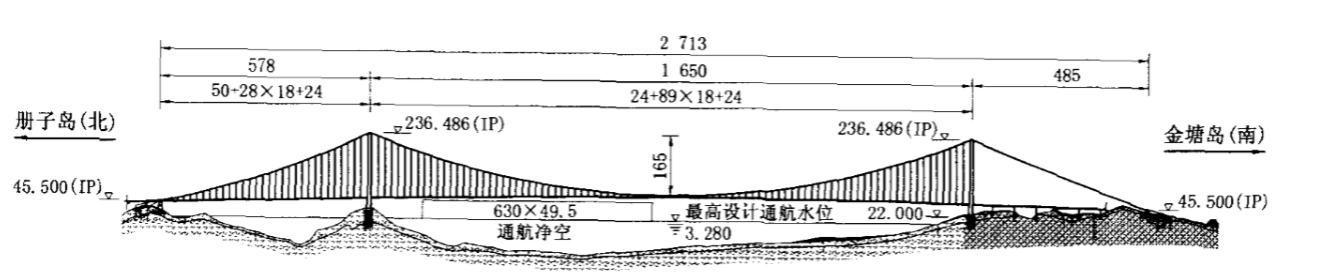 2 713
578
1 650
485
50+28×18+24
24+89×18+24
册子岛(北)
236.486(IP)
236.486(IP)
金塘岛(南)
165
45.500(IP)
630×49.5
最高设计通航水位
22.000
45.500(IP)
通航净空
3.280